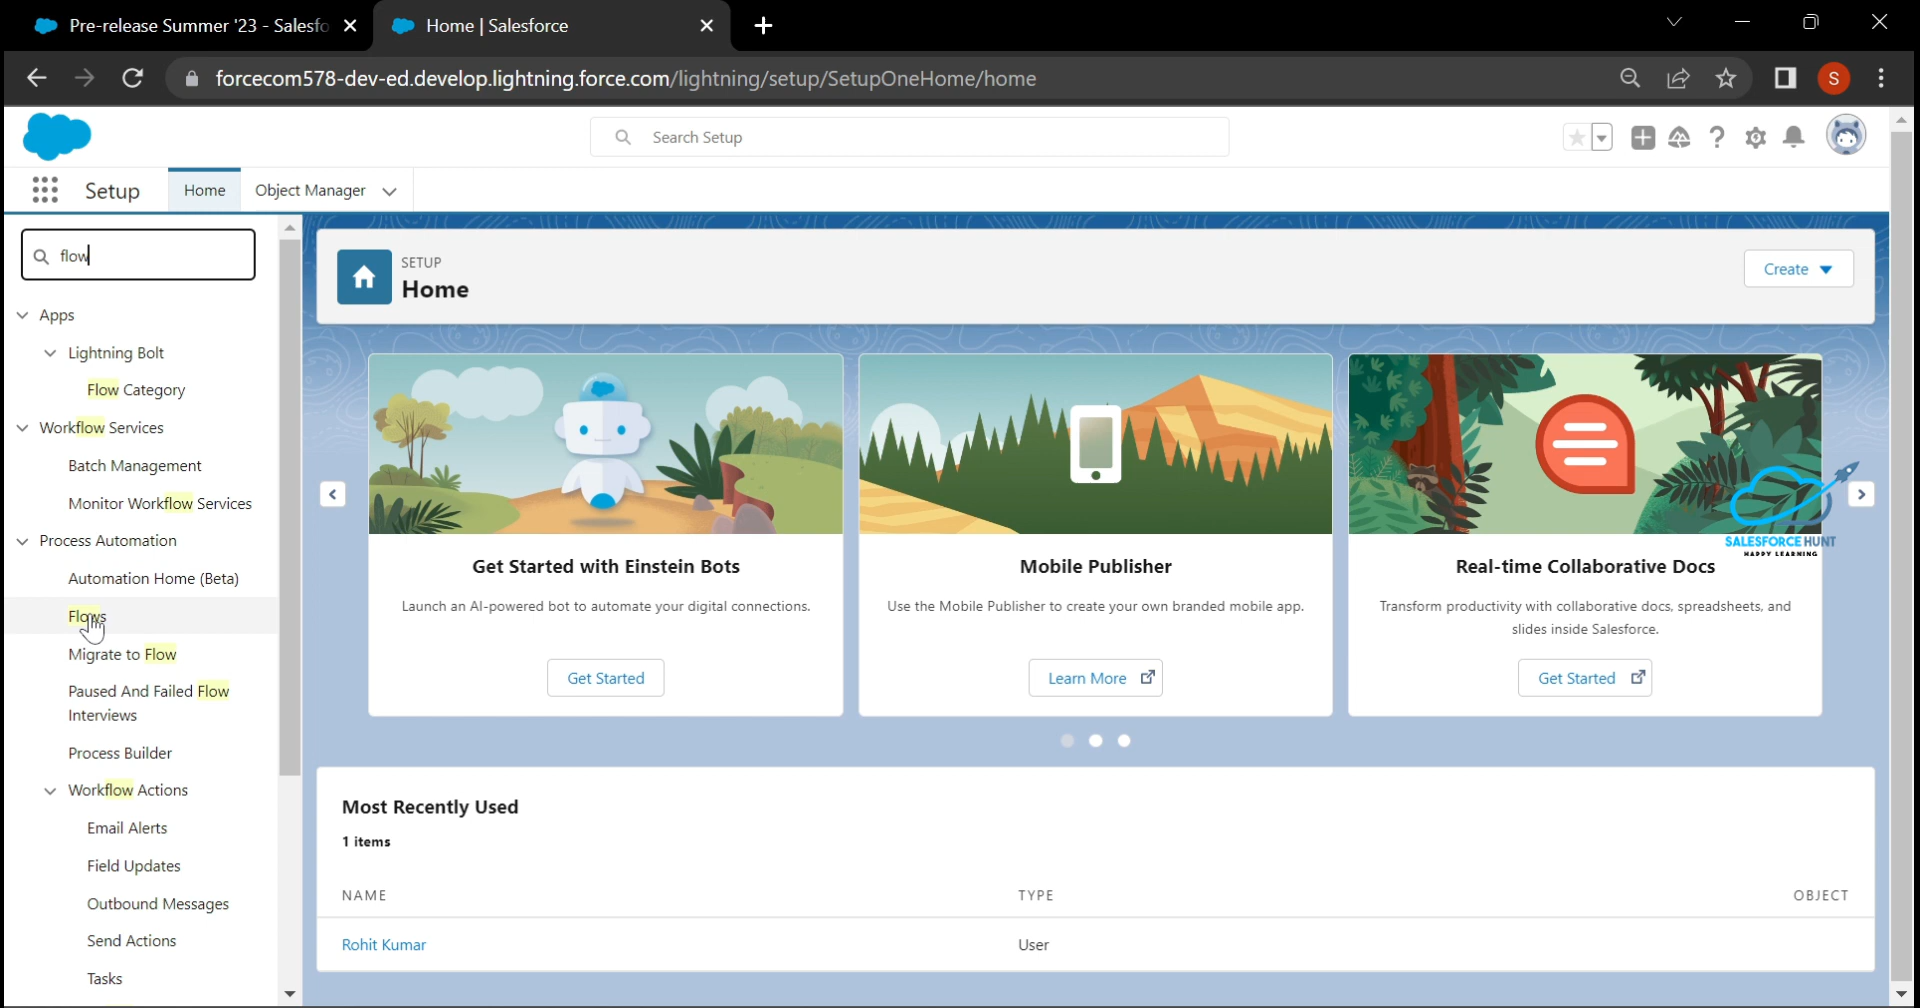 Pre-release Summer '23 - Salesfo
Home | Salesforce
forcecom578-dev-ed.develop.lightning.force.com/lightning/setup/SetupOneHome/home
S
Search Setup
Setup
Home
Object Manager
flow
Apps
Lightning Bolt
Flow Category
Workflow Services
Batch Management
Monitor Workflow Services
Process Automation
Automation Home (Beta)
Flows
Migrate to Flow
Paused And Failed Flow
Interviews
Process Builder
Workflow Actions
Email Alerts
Field Updates
Outbound Messages
Send Actions
Tasks
SETUP
Home
Create
Get Started with Einstein Bots
Launch an AI-powered bot to automate your digital connections.
Get Started
Mobile Publisher
Use the Mobile Publisher to create your own branded mobile app.
Learn More
SALESFORCE HUNT
HAPPY LEARNING
Real-time Collaborative Docs
Transform productivity with collaborative docs, spreadsheets, and
slides inside Salesforce.
Get Started
Most Recently Used
1 items
NAME TYPE OBJECT
Rohit Kumar User